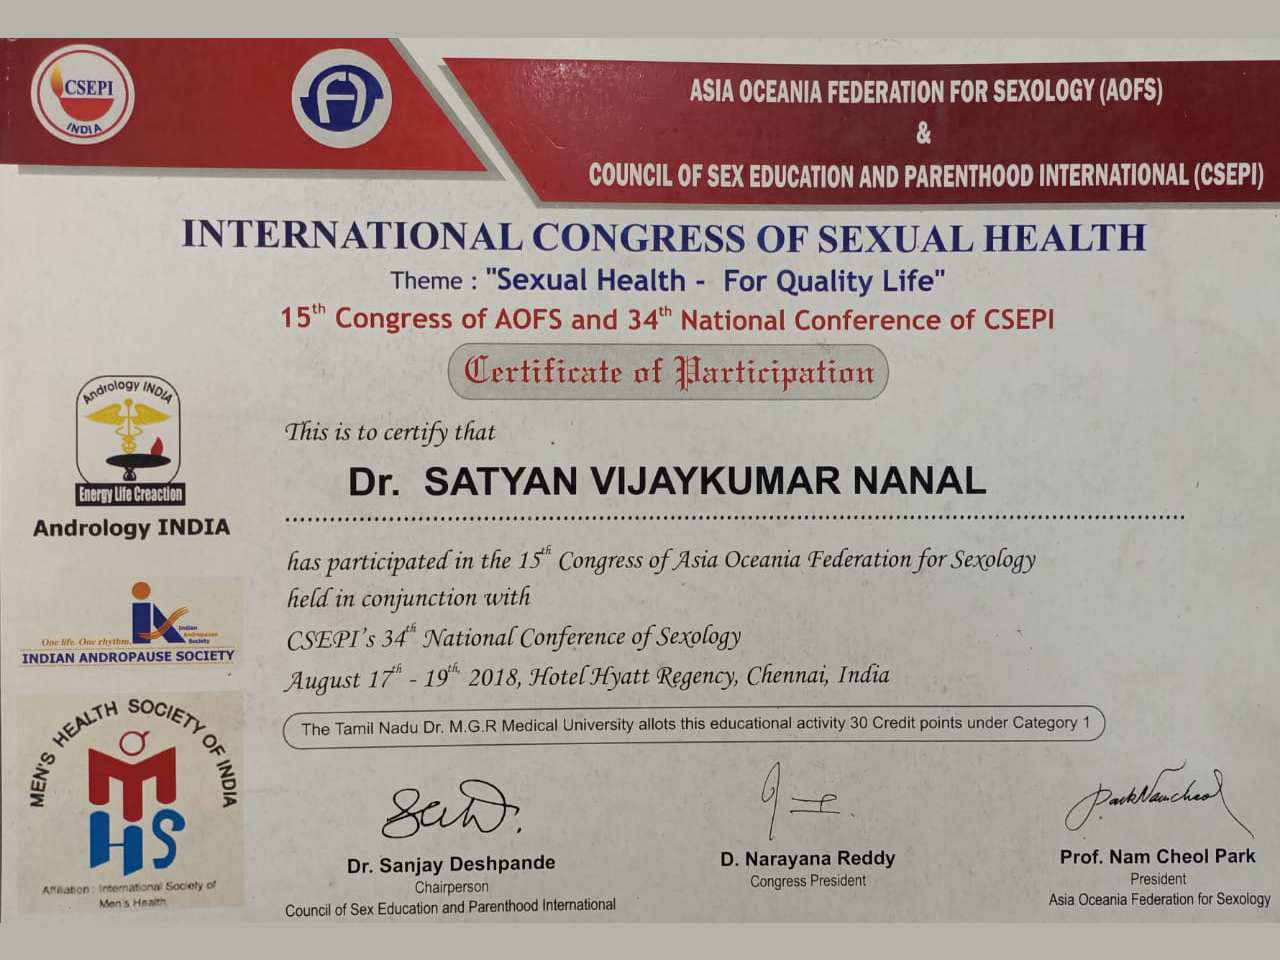 CSEPI
INDIA
ASIA OCEANIA FEDERATION FOR SEXOLOGY (AOFS)
&
COUNCIL OF SEX EDUCATION AND PARENTHOOD INTERNATIONAL (CSEPI)
INTERNATIONAL CONGRESS OF SEXUAL HEALTH
Theme : "Sexual Health - For Quality Life"
15th Congress of AOFS and 34th National Conference of CSEPI
Certificate of Participation
This is to certify that
Dr. SATYAN VIJAYKUMAR NANAL
has participated in the 15th Congress of Asia Oceania Federation for Sexology
held in conjunction with
CSEPI's 34th National Conference of Sexology
August 17th - 19th, 2018, Hotel Hyatt Regency, Chennai, India
The Tamil Nadu Dr. M.G.R Medical University allots this educational activity 30 Credit points under Category 1
Andrology INDIA
Energy Life Creaction
Andrology INDIA
One life. One rhythm.
Indian
Andropause
Society
INDIAN ANDROPAUSE SOCIETY
MEN'S HEALTH SOCIETY OF INDIA
MHS
Affiliation : International Society of
Men's Health
Dr. Sanjay Deshpande
Chairperson
Council of Sex Education and Parenthood International
D. Narayana Reddy
Congress President
ParkNamcheol
Prof. Nam Cheol Park
President
Asia Oceania Federation for Sexology